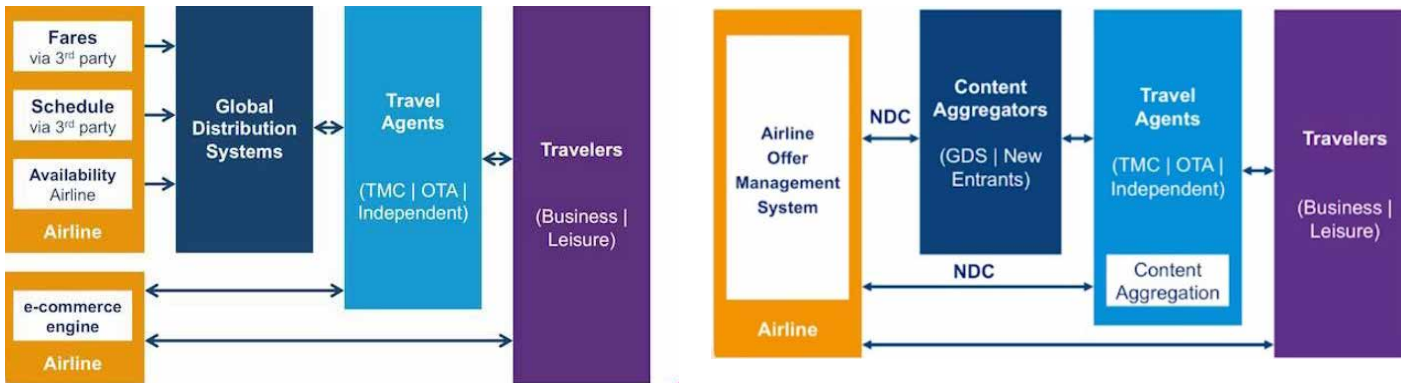 Fares
via 3rd party
Schedule
via 3rd party
Availability
Airline
Airline
Global
Distribution
Systems
Travel
Agents
(TMC | OTA |
Independent)
Travelers
(Business |
Leisure)
e-commerce
engine
Airline
Airline
Offer
Management
System
Airline
NDC
Content
Aggregators
(GDS | New
Entrants)
NDC
Travel
Agents
(TMC | OTA |
Independent)
Content
Aggregation
Travelers
(Business |
Leisure)